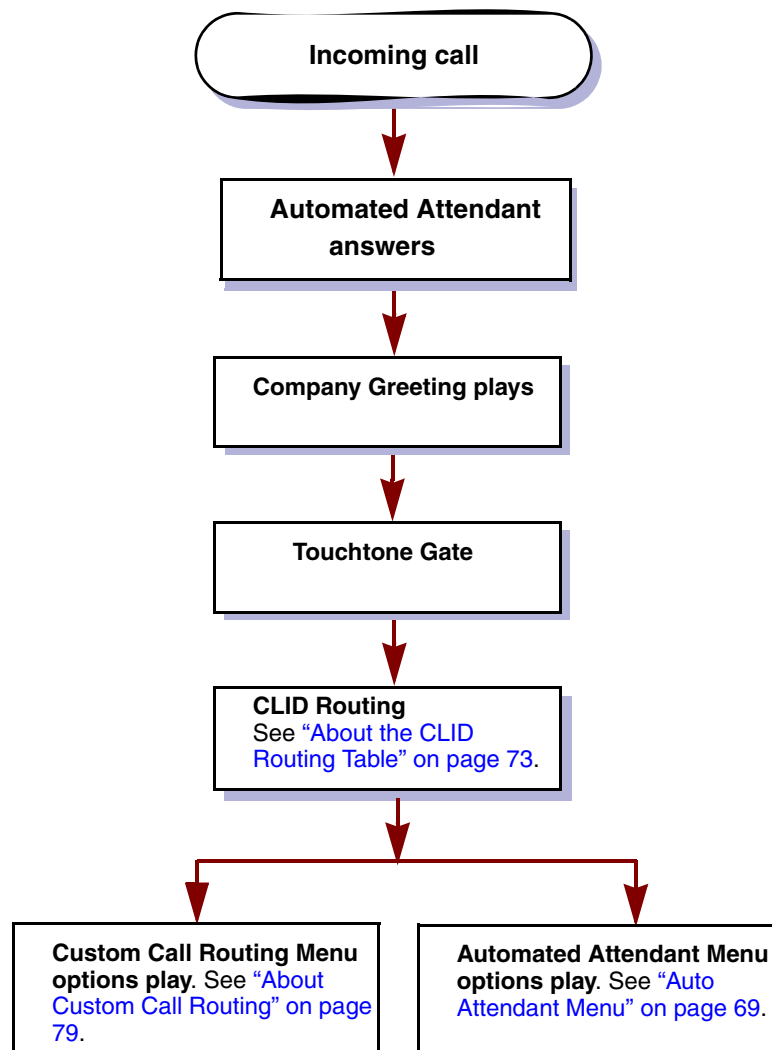 Incoming call
Automated Attendant
answers
Company Greeting plays
Touchtone Gate
CLID Routing
See “About the CLID
Routing Table” on page 73.
Custom Call Routing Menu
options play. See “About
Custom Call Routing” on page
79.
Automated Attendant Menu
options play. See “Auto
Attendant Menu” on page 69.